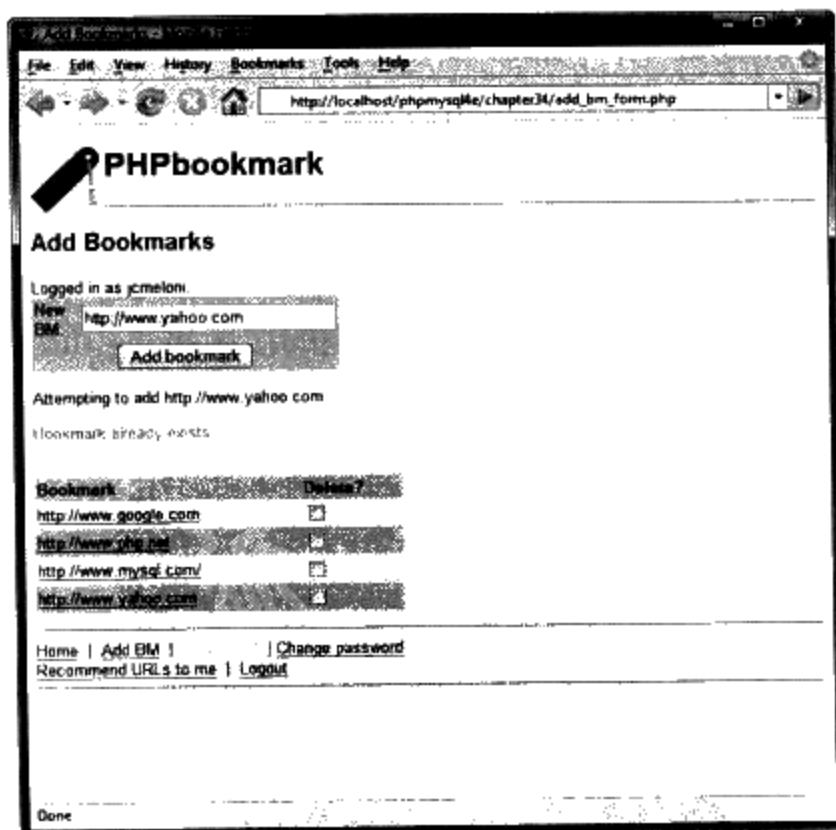 Add Bookmarks
File Edit View History Bookmarks Tools Help
http://localhost/phpmysql4e/chapter34/add_bm_form.php
PHPbookmark
Add Bookmarks
Logged in as jcmeloni.
New BM:
http://www.yahoo.com
Add bookmark
Attempting to add http://www.yahoo.com
Bookmark already exists
Bookmark Delete?
http://www.google.com
http://www.php.net
http://www.mysql.com/
http://www.yahoo.com
Home | Add BM | | Change password
Recommend URLs to me | Logout
Done